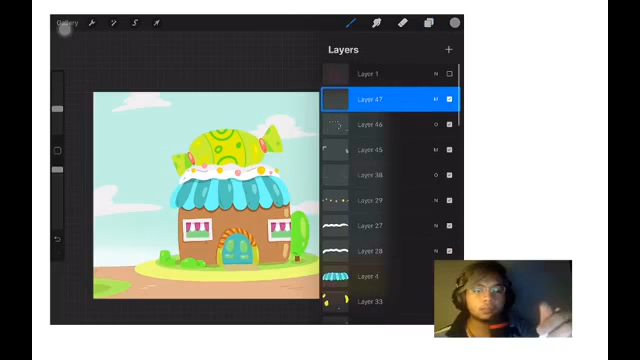 Gallery
Layers
Layer 1 N
Layer 47 M
Layer 46 O
Layer 45 M
Layer 38 O
Layer 29 N
Layer 27 N
Layer 28 N
Layer 4
Layer 33